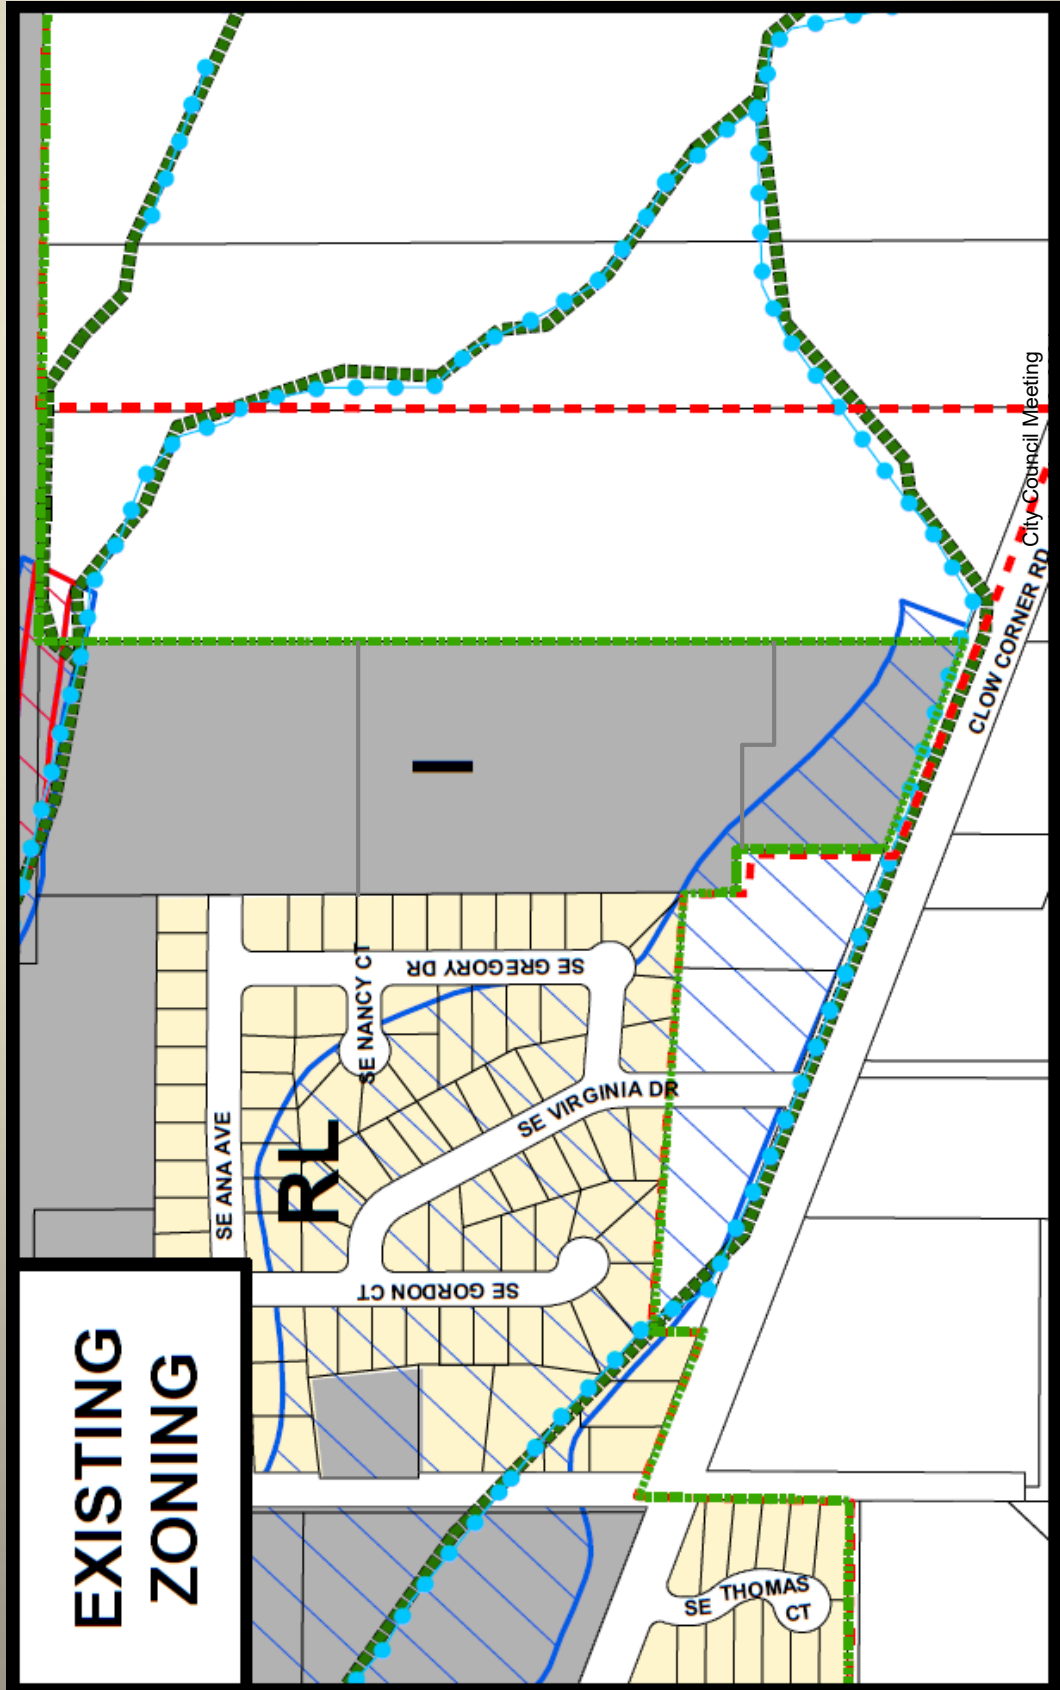 EXISTING
ZONING
City Council Meeting
CLOW CORNER RD
I
SE GREGORY DR
SE NANCY CT
SE VIRGINIA DR
SE ANA AVE
RL
SE GORDON CT
SE THOMAS
CT